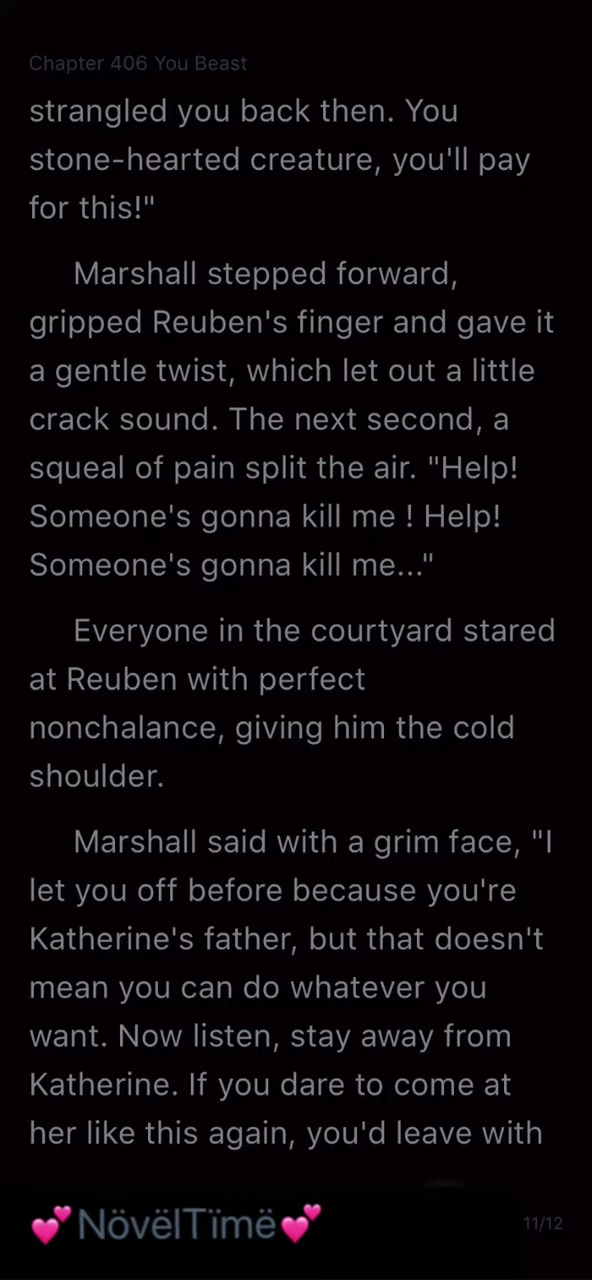 Chapter 406 You Beast
strangled you back then. You
stone-hearted creature, you'll pay
for this!"
Marshall stepped forward,
gripped Reuben's finger and gave it
a gentle twist, which let out a little
crack sound. The next second, a
squeal of pain split the air. "Help!
Someone's gonna kill me ! Help!
Someone's gonna kill me..."
Everyone in the courtyard stared
at Reuben with perfect
nonchalance, giving him the cold
shoulder.
Marshall said with a grim face, "I
let you off before because you're
Katherine's father, but that doesn't
mean you can do whatever you
want. Now listen, stay away from
Katherine. If you dare to come at
her like this again, you'd leave with
💕NövëlTïmë💕
11/12